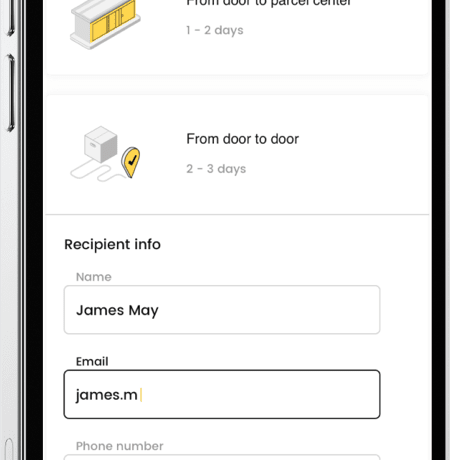 From door to parcel center
1 - 2 days
From door to door
2 - 3 days
Recipient info
Name
James May
Email
james.m
Phone number